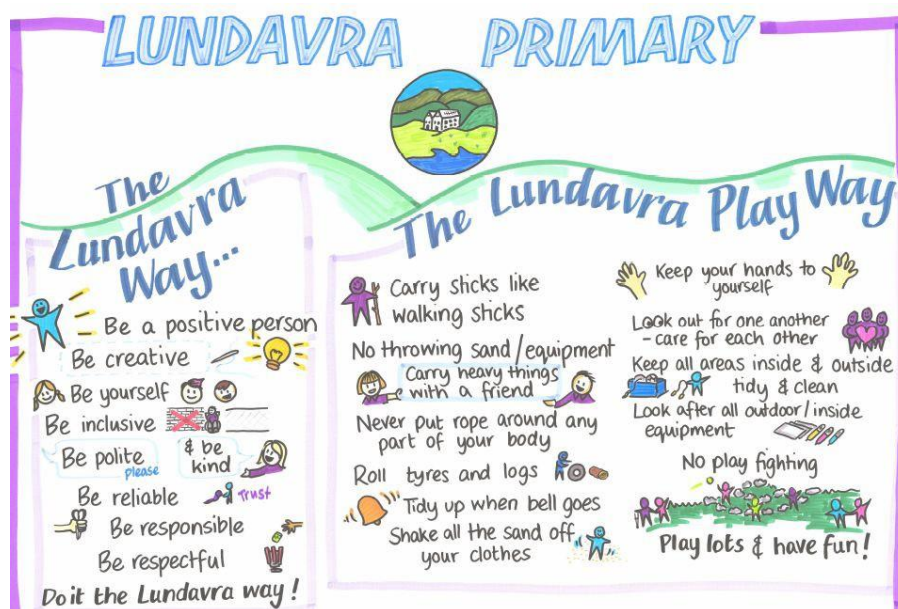 LUNDAVRA PRIMARY
The
Lundavra
Way...
Be a positive person
Be creative
Be yourself
Be inclusive
Be polite
please
& be
kind
Be reliable
Trust
Be responsible
Be respectful
Do it the Lundavra way!
The Lundavra Play Way
Carry sticks like
walking sticks
No throwing sand/equipment
Carry heavy things
with a friend
Never put rope around any
part of your body
Roll tyres and logs
Tidy up when bell goes
Shake all the sand off
your clothes
Keep your hands to
yourself
Look out for one another
- care for each other
Keep all areas inside & outside
tidy & clean
Look after all outdoor/inside
equipment
No play fighting
Play lots & have fun!